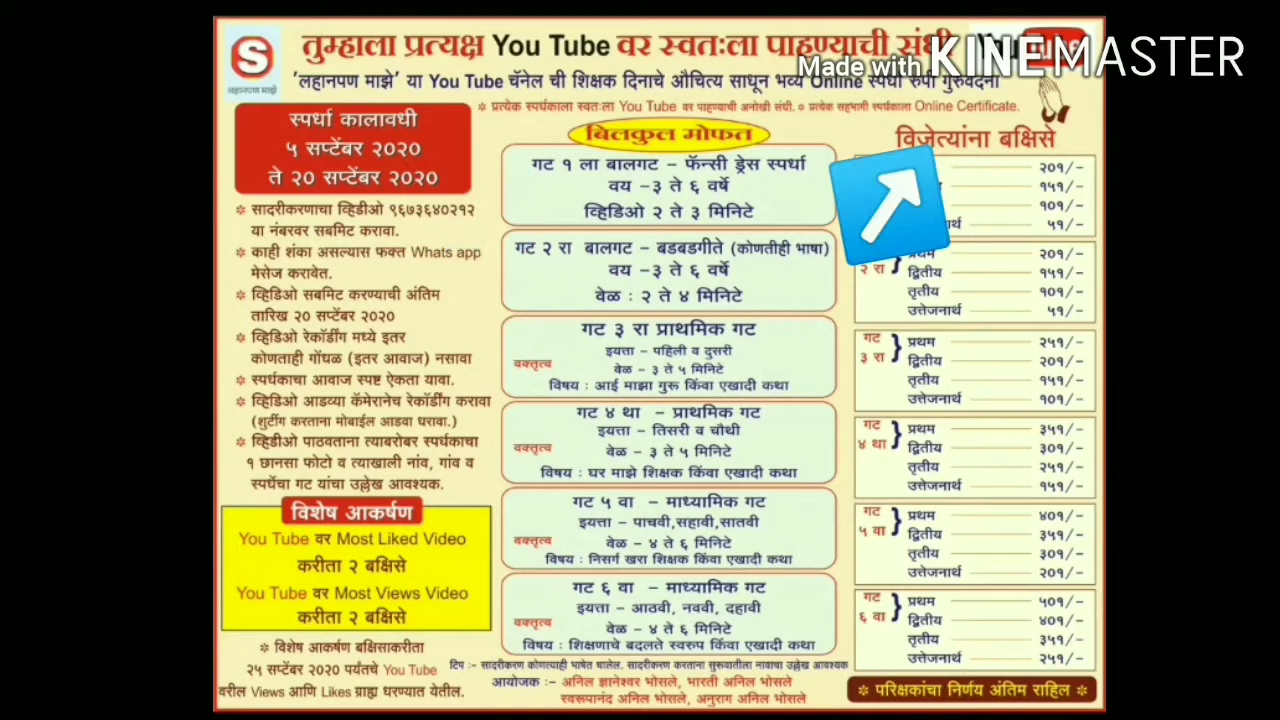 तुम्हाला प्रत्यक्ष You Tube वर स्वतःला पाहण्याची संधी
Made with KINEMASTER
S
लहानपण माझे
'लहानपण माझे' या You Tube चॅनेल ची शिक्षक दिनाचे औचित्य साधून भव्य Online स्पर्धा रुपी गुरुवंदना
* प्रत्येक स्पर्धकाला स्वतःला You Tube वर पाहण्याची अनोखी संधी. * प्रत्येक सहभागी स्पर्धकाला Online Certificate.
स्पर्धा कालावधी
५ सप्टेंबर २०२०
ते २० सप्टेंबर २०२०
* सादरीकरणाचा व्हिडीओ ९६७३६४०२१२
या नंबरवर सबमिट करावा.
* काही शंका असल्यास फक्त Whats app
मेसेज करावेत.
* व्हिडिओ सबमिट करण्याची अंतिम
तारिख २० सप्टेंबर २०२०
* व्हिडिओ रेकॉर्डींग मध्ये इतर
कोणताही गोंधळ (इतर आवाज) नसावा
* स्पर्धकाचा आवाज स्पष्ट ऐकता यावा.
* व्हिडीओ आडव्या कॅमेरानेच रेकॉर्डींग करावा
(शुटींग करताना मोबाईल आडवा धरावा.)
* व्हिडीओ पाठवताना त्याबरोबर स्पर्धकाचा
१ छानसा फोटो व त्याखाली नांव, गांव व
स्पर्धेचा गट यांचा उल्लेख आवश्यक.
विशेष आकर्षण
You Tube वर Most Liked Video
करीता २ बक्षिसे
You Tube वर Most Views Video
करीता २ बक्षिसे
* विशेष आकर्षण बक्षिसाकरीता
२५ सप्टेंबर २०२० पर्यंतचे You Tube
वरील Views आणि Likes ग्राह्य धरण्यात येतील.
बिलकुल मोफत
गट १ ला बालगट – फॅन्सी ड्रेस स्पर्धा
वय –३ ते ६ वर्षे
व्हिडिओ २ ते ३ मिनिटे
गट २ रा बालगट – बडबडगीते (कोणतीही भाषा)
वय –३ ते ६ वर्षे
वेळ : २ ते ४ मिनिटे
गट ३ रा प्राथमिक गट
इयत्ता – पहिली व दुसरी
वक्तृत्व वेळ – ३ ते ५ मिनिटे
विषय : आई माझा गुरू किंवा एखादी कथा
गट ४ था – प्राथमिक गट
इयत्ता – तिसरी व चौथी
वक्तृत्व वेळ – ३ ते ५ मिनिटे
विषय : घर माझे शिक्षक किंवा एखादी कथा
गट ५ वा – माध्यामिक गट
इयत्ता – पाचवी,सहावी,सातवी
वक्तृत्व वेळ – ४ ते ६ मिनिटे
विषय : निसर्ग खरा शिक्षक किंवा एखादी कथा
गट ६ वा – माध्यामिक गट
इयत्ता – आठवी, नववी, दहावी
वक्तृत्व वेळ – ४ ते ६ मिनिटे
विषय : शिक्षणाचे बदलते स्वरुप किंवा एखादी कथा
टिप :– सादरीकरण कोणत्याही भाषेत चालेल. सादरीकरण करताना सुरूवातीला नावाचा उल्लेख आवश्यक
आयोजक :– अनिल ज्ञानेश्वर भोसले, भारती अनिल भोसले
स्वरूपानंद अनिल भोसले, अनुराग अनिल भोसले
विजेत्यांना बक्षिसे
२०१/-
१५१/-
१०१/-
५१/-
२ रा प्रथम २०१/-
द्वितीय १५१/-
तृतीय १०१/-
उत्तेजनार्थ ५१/-
गट ३ रा प्रथम २५१/-
द्वितीय २०१/-
तृतीय १५१/-
उत्तेजनार्थ १०१/-
गट ४ था प्रथम ३५१/-
द्वितीय ३०१/-
तृतीय २५१/-
उत्तेजनार्थ १५१/-
गट ५ वा प्रथम ४०१/-
द्वितीय ३५१/-
तृतीय ३०१/-
उत्तेजनार्थ २०१/-
गट ६ वा प्रथम ५०१/-
द्वितीय ४०१/-
तृतीय ३५१/-
उत्तेजनार्थ २५१/-
* परिक्षकांचा निर्णय अंतिम राहिल *